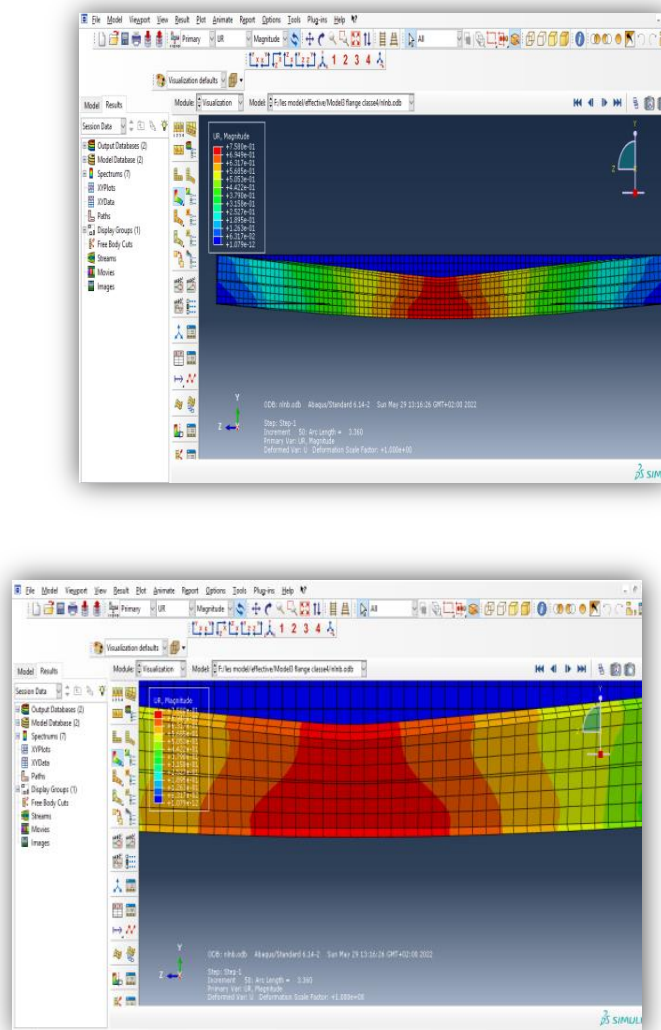 File Model Viewport View Result Plot Animate Report Options Tools Plug-ins Help
Primary UR Magnitude All
1 2 3 4
Visualization defaults
Model Results
Module: Visualization Model: F:/les model/effective/Model3 flange classe4/nlnb.odb
Session Data
Output Databases (2)
Model Database (2)
Spectrums (7)
XYPlots
XYData
Paths
Display Groups (1)
Free Body Cuts
Streams
Movies
Images
UR, Magnitude
+7.580e-01
+6.949e-01
+6.317e-01
+5.685e-01
+5.053e-01
+4.422e-01
+3.790e-01
+3.158e-01
+2.527e-01
+1.895e-01
+1.263e-01
+6.317e-02
+1.079e-12
Y
Z
Y
Z
ODB: nlnb.odb Abaqus/Standard 6.14-2 Sun May 29 13:16:26 GMT+02:00 2022
Step: Step-1
Increment 50: Arc Length = 3.360
Primary Var: UR, Magnitude
Deformed Var: U Deformation Scale Factor: +1.000e+00
File Model Viewport View Result Plot Animate Report Options Tools Plug-ins Help
Primary UR Magnitude All
1 2 3 4
Visualization defaults
Model Results
Module: Visualization Model: F:/les model/effective/Model3 flange classe4/nlnb.odb
Session Data
Output Databases (2)
Model Database (2)
Spectrums (7)
XYPlots
XYData
Paths
Display Groups (1)
Free Body Cuts
Streams
Movies
Images
UR, Magnitude
Y
Y
Z
ODB: nlnb.odb Abaqus/Standard 6.14-2 Sun May 29 13:16:26 GMT+02:00 2022
Step: Step-1
Increment 50: Arc Length = 3.360
Primary Var: UR, Magnitude
Deformed Var: U Deformation Scale Factor: +1.000e+00